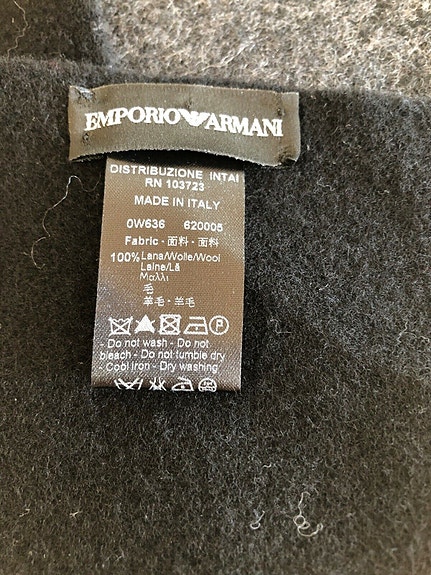 EMPORIO ARMANI
DISTRIBUZIONE INTAI
RN 103723
MADE IN ITALY
0W636 620005
Fabric - 面料 - 面料
100% Lana/Wolle/Wool
Laine/Lã
Μαλλι
毛
羊毛 - 羊毛
P
- Do not wash - Do not
bleach - Do not tumble dry
- Cool iron - Dry washing